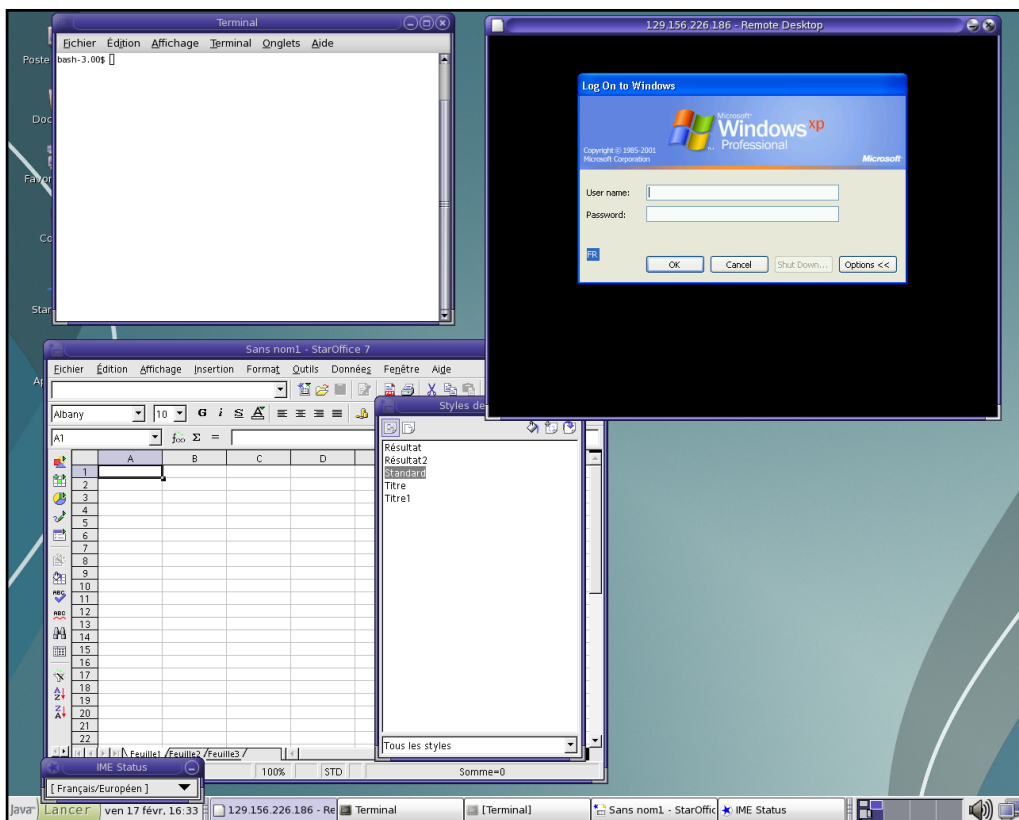 Terminal
Fichier Édition Affichage Terminal Onglets Aide
bash-3.00$
129.156.226.186 - Remote Desktop
Log On to Windows
Copyright © 1985-2001
Microsoft Corporation
Microsoft
Windows xp
Professional
Microsoft
User name:
Password:
FR
OK Cancel Shut Down... Options <<
Poste
Doc
Favor
Co
Star
Ap
Sans nom1 - StarOffice 7
Fichier Édition Affichage Insertion Format Outils Données Fenêtre Aide
Albany 10 G i S A
A1 f(x) Σ =
A B C D
1
2
3
4
5
6
7
8
9
10
11
12
13
14
15
16
17
18
19
20
21
22
Feuille1 Feuille2 Feuille3
100% STD Somme=0
Styles de
Résultat
Résultat2
Standard
Titre
Titre1
Tous les styles
IME Status
[ Français/Européen ]
Java Lancer ven 17 févr, 16:33 129.156.226.186 - Re Terminal [Terminal] Sans nom1 - StarOffic IME Status